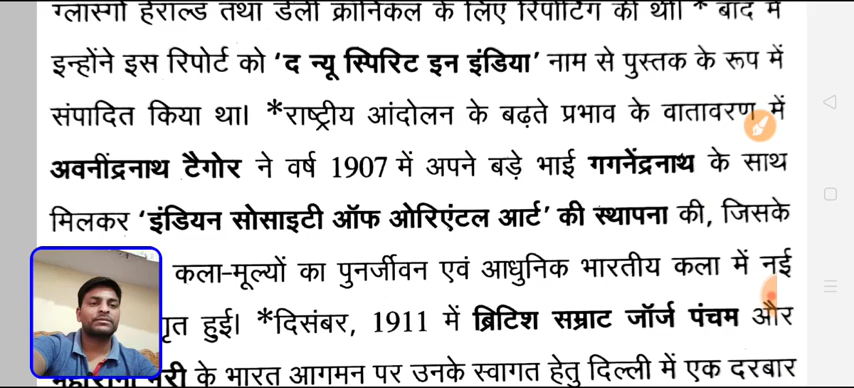 ग्लास्गो हेराल्ड तथा डेली क्रॉनिकल के लिए रिपोर्टिंग की थी। * बाद में
इन्होंने इस रिपोर्ट को ‘द न्यू स्पिरिट इन इंडिया’ नाम से पुस्तक के रूप में
संपादित किया था। *राष्ट्रीय आंदोलन के बढ़ते प्रभाव के वातावरण में
अवनींद्रनाथ टैगोर ने वर्ष 1907 में अपने बड़े भाई गगनेंद्रनाथ के साथ
मिलकर ‘इंडियन सोसाइटी ऑफ ओरिएंटल आर्ट’ की स्थापना की, जिसके
कला-मूल्यों का पुनर्जीवन एवं आधुनिक भारतीय कला में नई
हुई। *दिसंबर, 1911 में ब्रिटिश सम्राट जॉर्ज पंचम और
के भारत आगमन पर उनके स्वागत हेतु दिल्ली में एक दरबार